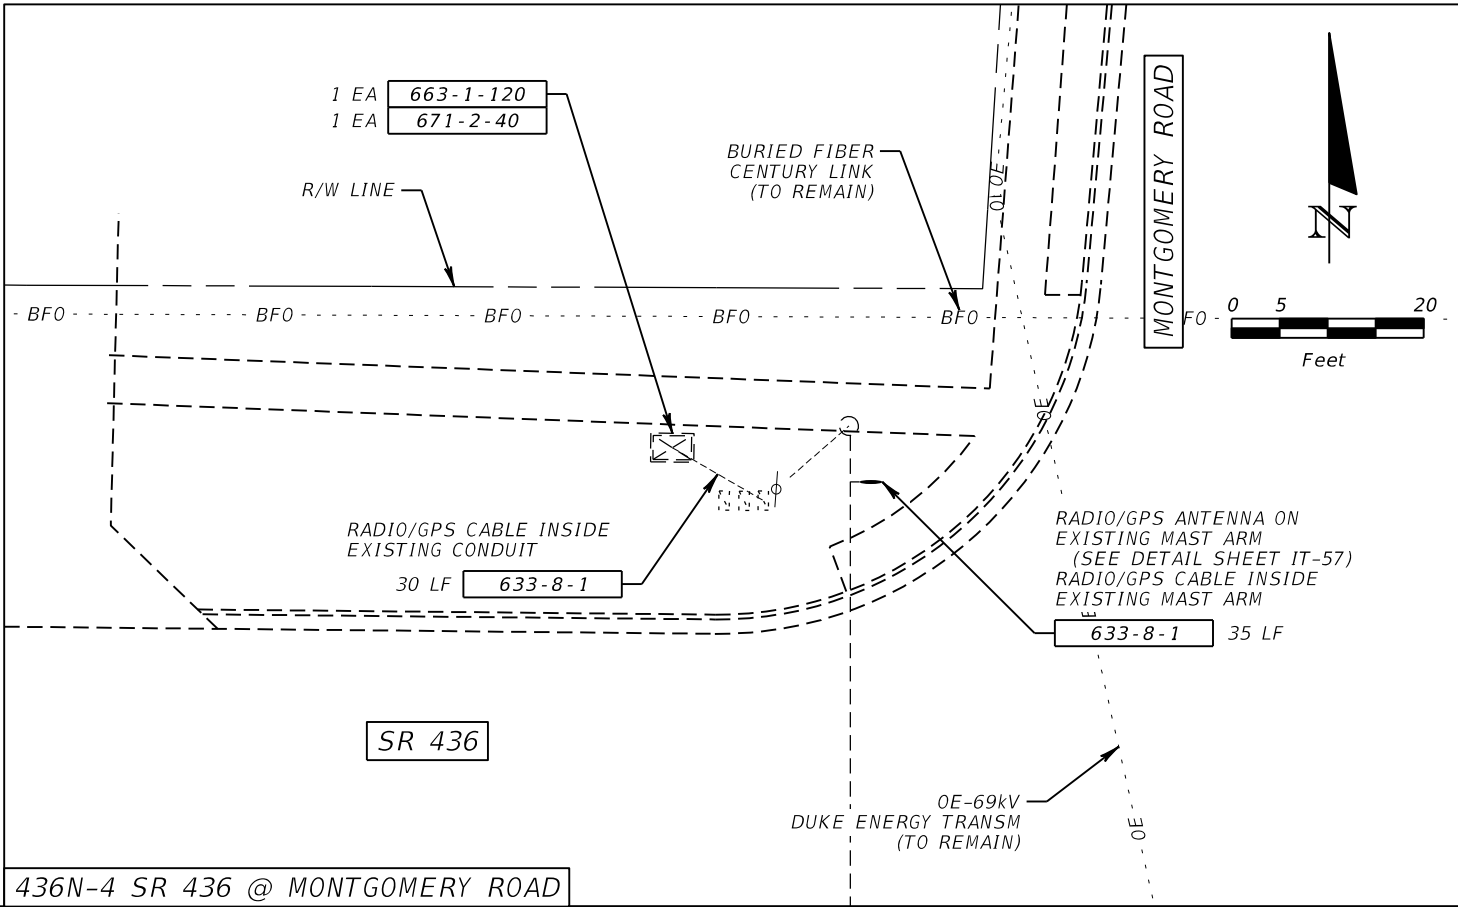 1 EA 663-1-120
1 EA 671-2-40
R/W LINE
BURIED FIBER
CENTURY LINK
(TO REMAIN)
MONTGOMERY ROAD
N
0 5 20
Feet
OE
BFO BFO BFO BFO BFO FO
OE
RADIO/GPS CABLE INSIDE
EXISTING CONDUIT
30 LF 633-8-1
RADIO/GPS ANTENNA ON
EXISTING MAST ARM
(SEE DETAIL SHEET IT-57)
RADIO/GPS CABLE INSIDE
EXISTING MAST ARM
E
633-8-1 35 LF
SR 436
OE-69kV
DUKE ENERGY TRANSM
(TO REMAIN)
OE
436N-4 SR 436 @ MONTGOMERY ROAD